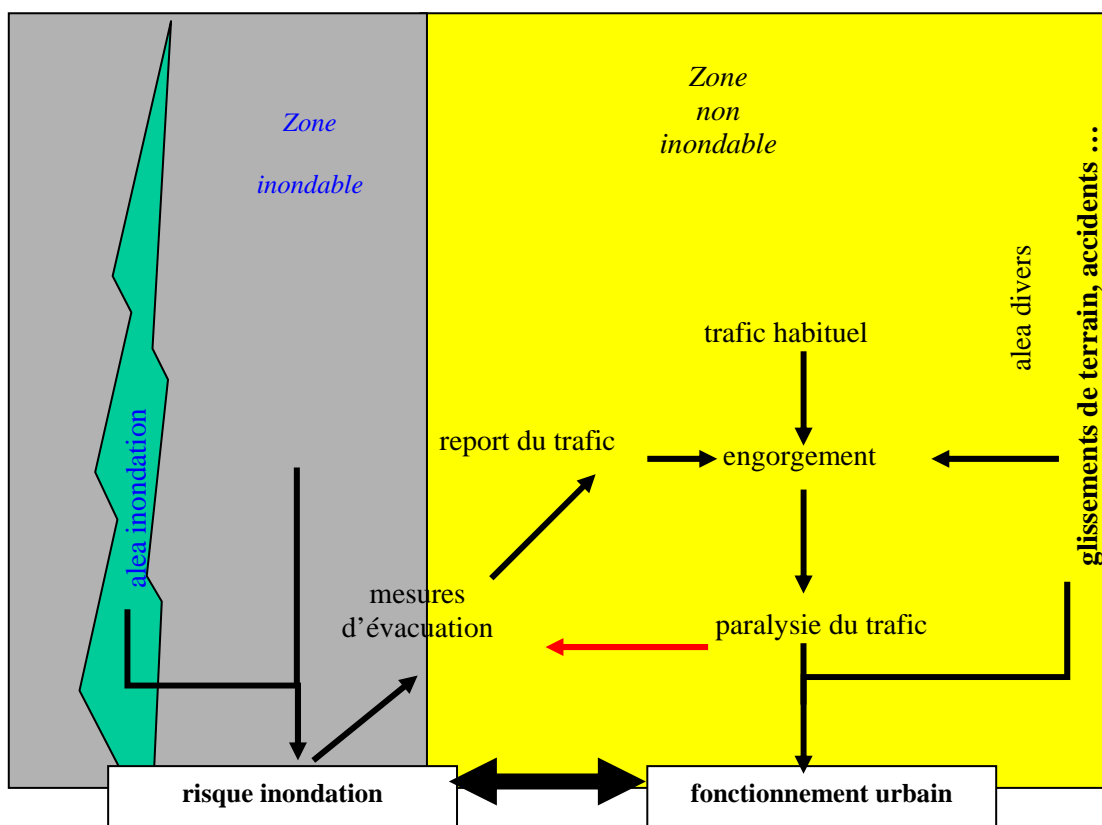 Zone
inondable
Zone
non
inondable
alea divers
glissements de terrain, accidents …
trafic habituel
report du trafic
engorgement
alea inondation
mesures
d’évacuation
paralysie du trafic
risque inondation
fonctionnement urbain